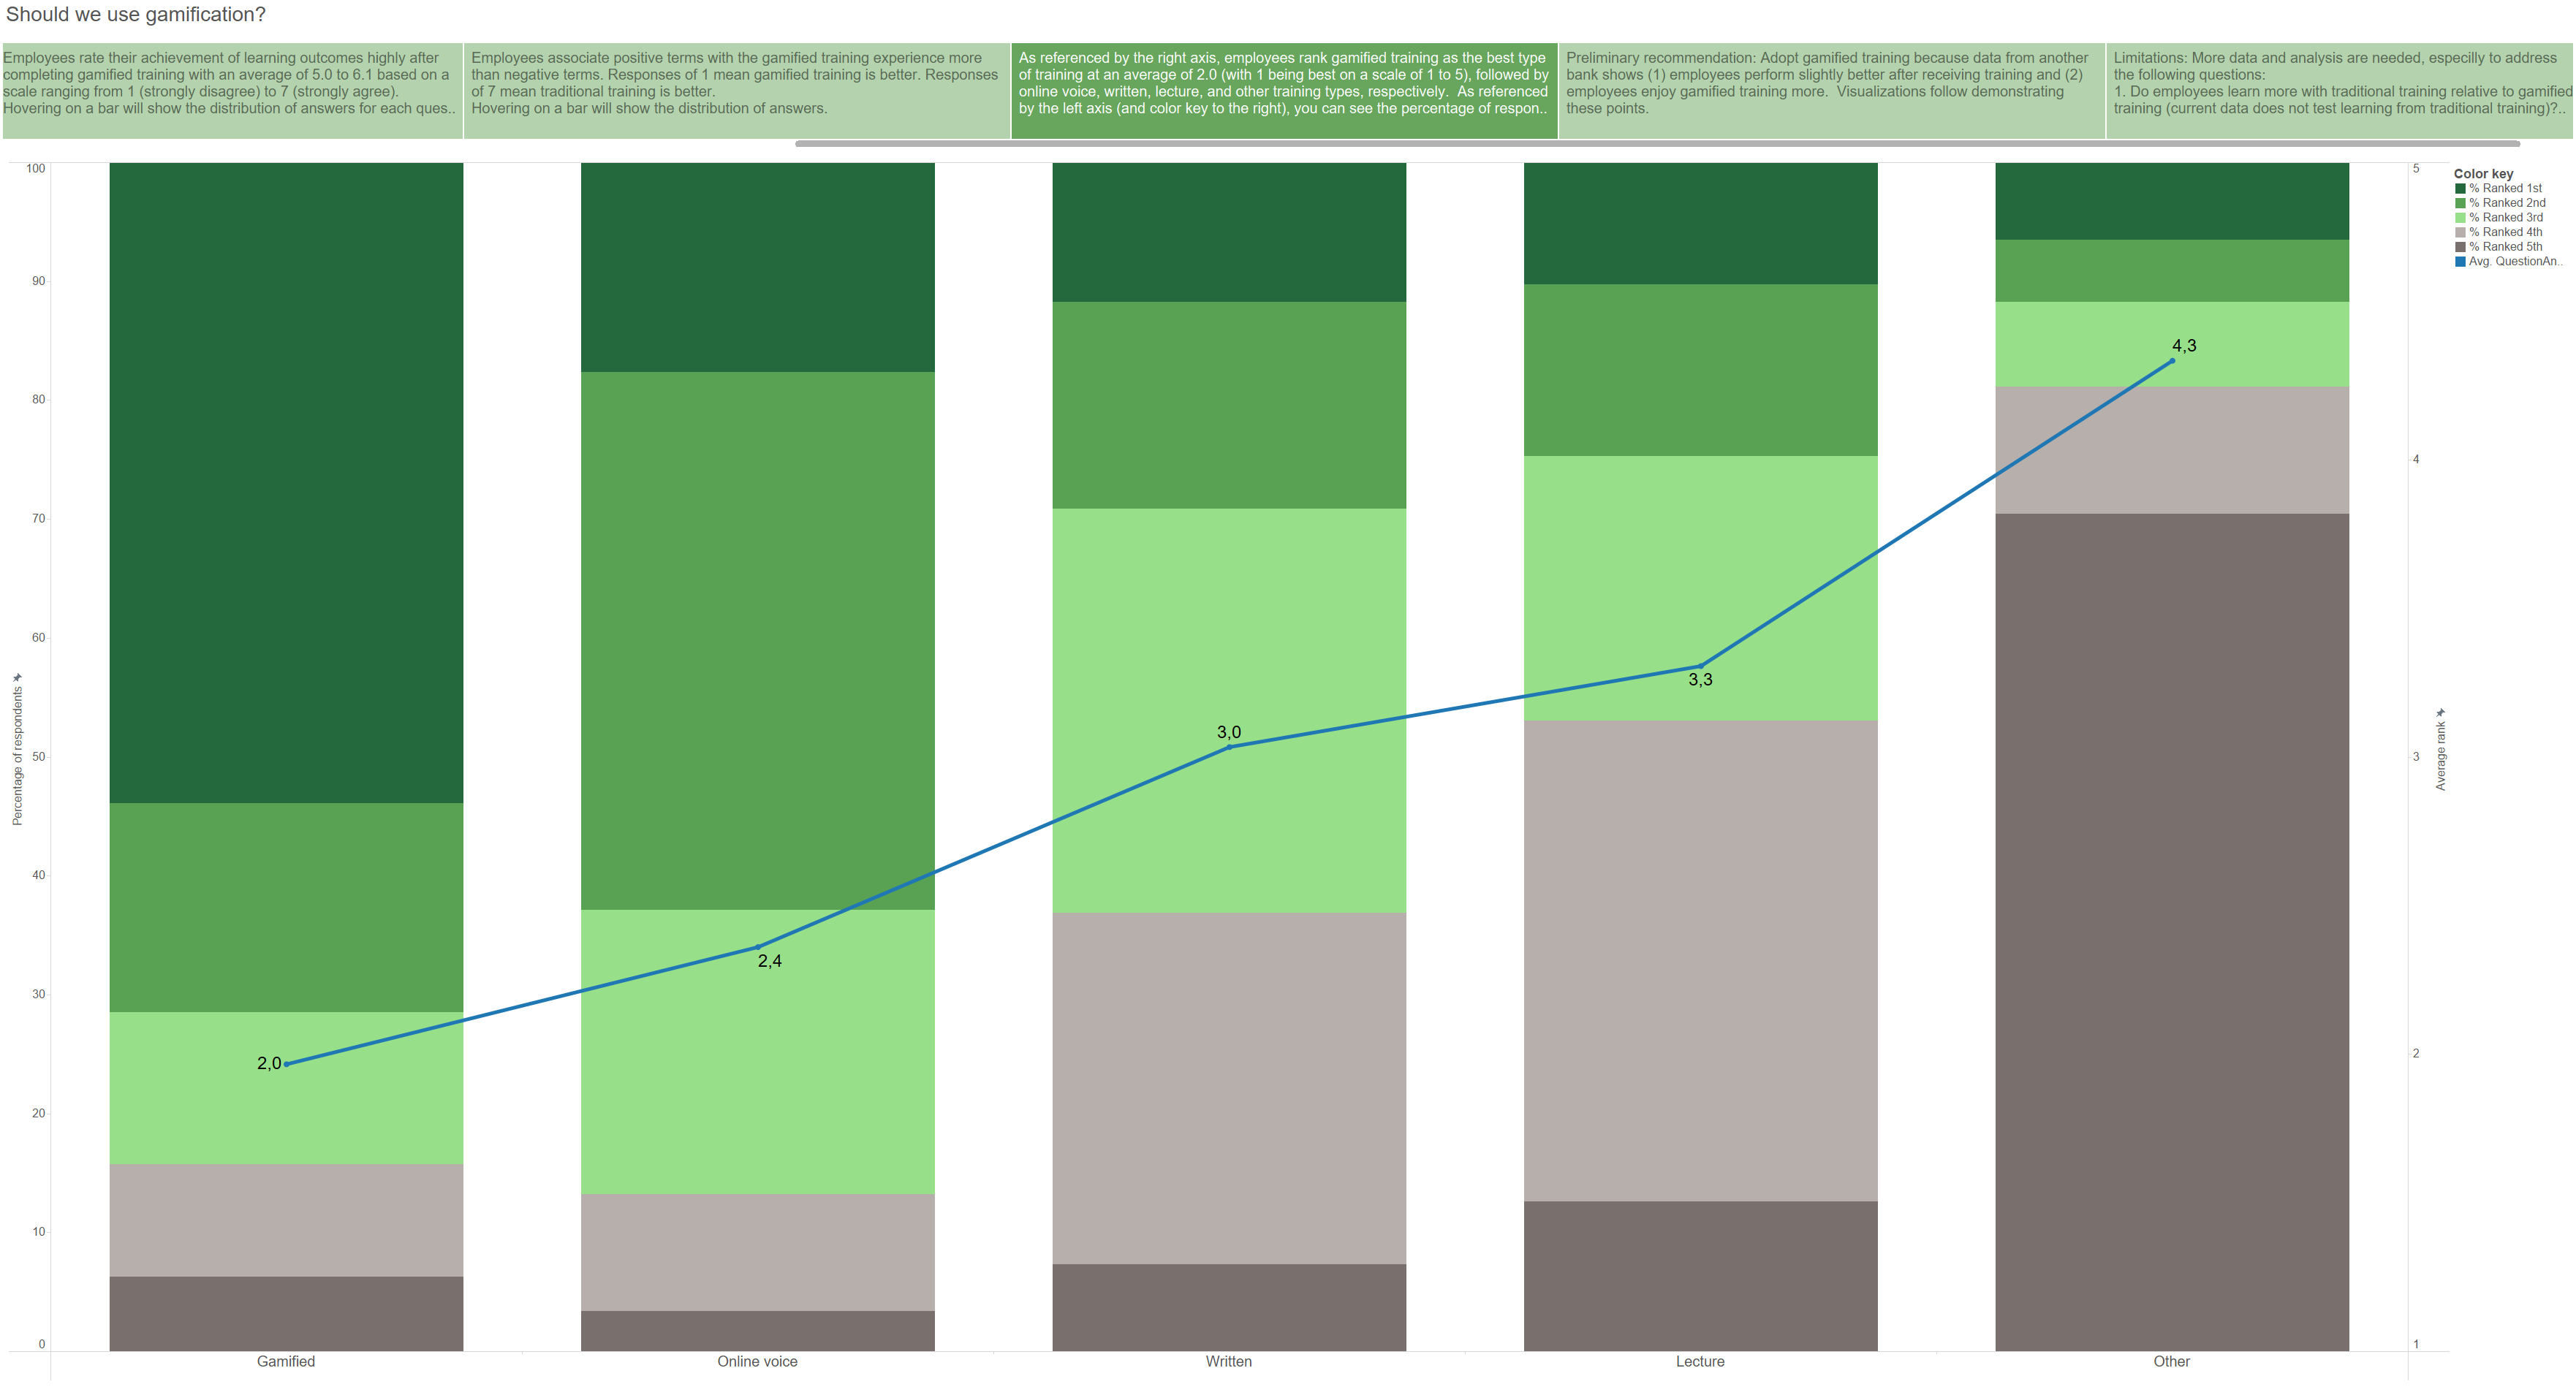 Should we use gamification?
Employees rate their achievement of learning outcomes highly after
completing gamified training with an average of 5.0 to 6.1 based on a
scale ranging from 1 (strongly disagree) to 7 (strongly agree).
Hovering on a bar will show the distribution of answers for each ques..
Employees associate positive terms with the gamified training experience more
than negative terms. Responses of 1 mean gamified training is better. Responses
of 7 mean traditional training is better.
Hovering on a bar will show the distribution of answers.
As referenced by the right axis, employees rank gamified training as the best type
of training at an average of 2.0 (with 1 being best on a scale of 1 to 5), followed by
online voice, written, lecture, and other training types, respectively.  As referenced
by the left axis (and color key to the right), you can see the percentage of respon..
Preliminary recommendation: Adopt gamified training because data from another
bank shows (1) employees perform slightly better after receiving training and (2)
employees enjoy gamified training more.  Visualizations follow demonstrating
these points.
Limitations: More data and analysis are needed, especilly to address
the following questions:
1. Do employees learn more with traditional training relative to gamified
training (current data does not test learning from traditional training)?..
Percentage of respondents
100
90
80
70
60
50
40
30
20
10
0
2,0
2,4
3,0
3,3
4,3
Gamified
Online voice
Written
Lecture
Other
5
4
3
2
1
Average rank
Color key
% Ranked 1st
% Ranked 2nd
% Ranked 3rd
% Ranked 4th
% Ranked 5th
Avg. QuestionAn..